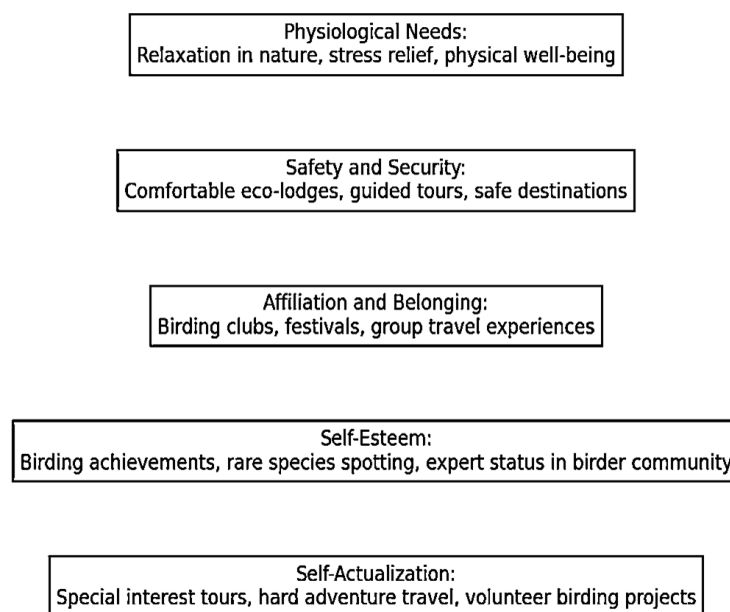 Physiological Needs:
Relaxation in nature, stress relief, physical well-being
Safety and Security:
Comfortable eco-lodges, guided tours, safe destinations
Affiliation and Belonging:
Birding clubs, festivals, group travel experiences
Self-Esteem:
Birding achievements, rare species spotting, expert status in birder community
Self-Actualization:
Special interest tours, hard adventure travel, volunteer birding projects